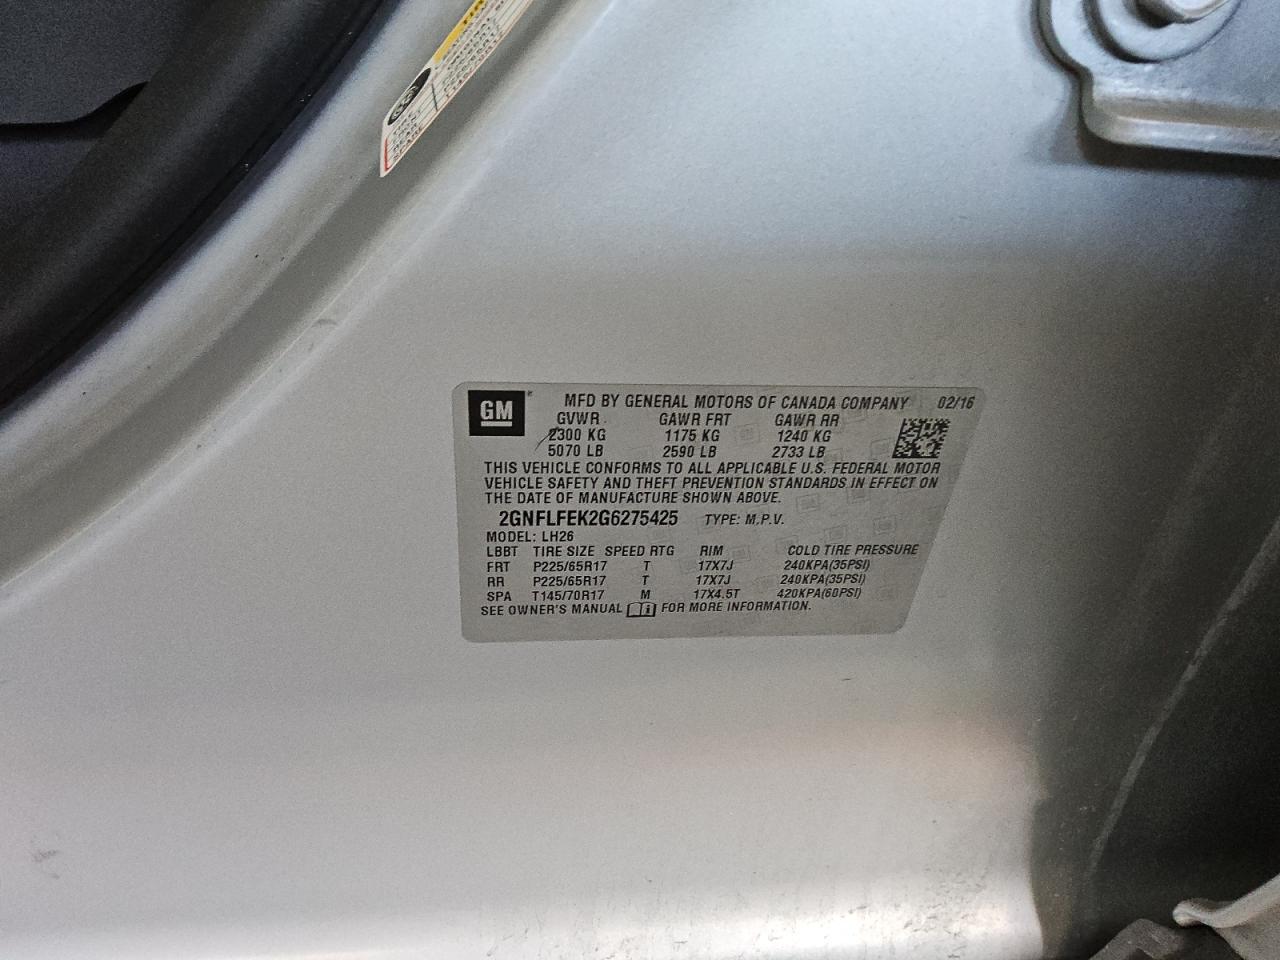 TIRE
REAR
SPARE
GM MFD BY GENERAL MOTORS OF CANADA COMPANY 02/16
GVWR GAWR FRT GAWR RR
2300 KG 1175 KG 1240 KG
5070 LB 2590 LB 2733 LB
THIS VEHICLE CONFORMS TO ALL APPLICABLE U.S. FEDERAL MOTOR
VEHICLE SAFETY AND THEFT PREVENTION STANDARDS IN EFFECT ON
THE DATE OF MANUFACTURE SHOWN ABOVE.
2GNFLFEK2G6275425 TYPE: M.P.V.
MODEL: LH26
LBBT TIRE SIZE SPEED RTG RIM COLD TIRE PRESSURE
FRT P225/65R17 T 17X7J 240KPA(35PSI)
RR P225/65R17 T 17X7J 240KPA(35PSI)
SPA T145/70R17 M 17X4.5T 420KPA(60PSI)
SEE OWNER'S MANUAL FOR MORE INFORMATION.